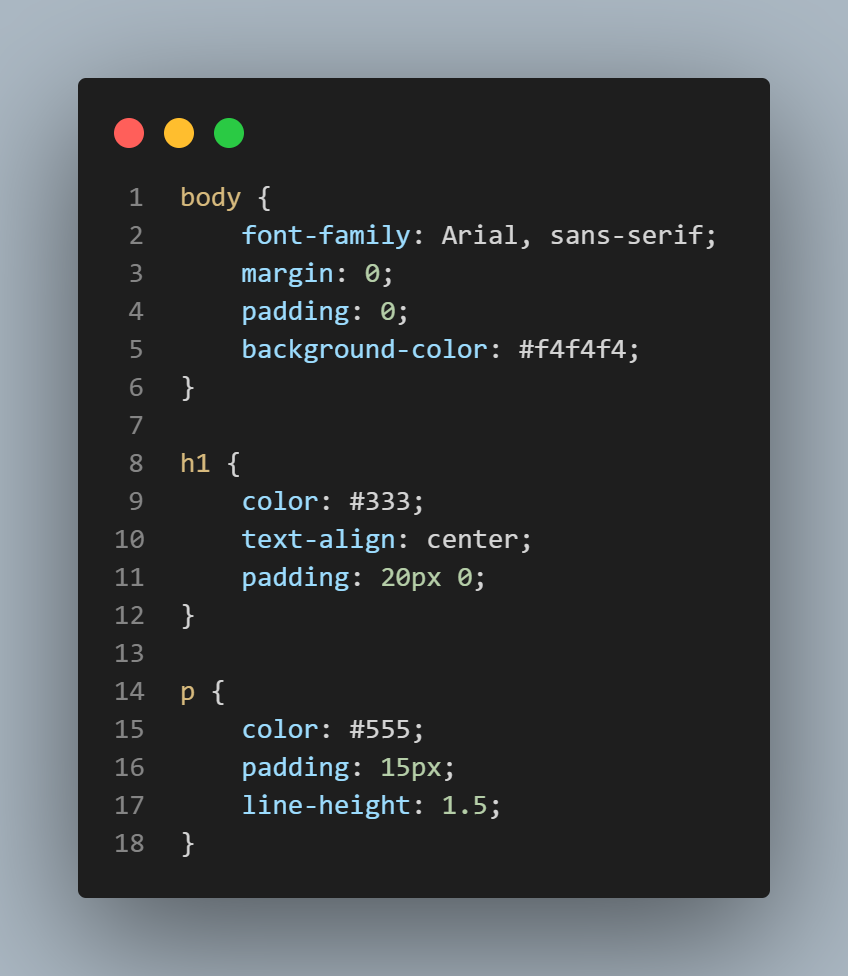 1 body {
2     font-family: Arial, sans-serif;
3     margin: 0;
4     padding: 0;
5     background-color: #f4f4f4;
6 }
7
8 h1 {
9     color: #333;
10     text-align: center;
11     padding: 20px 0;
12 }
13
14 p {
15     color: #555;
16     padding: 15px;
17     line-height: 1.5;
18 }